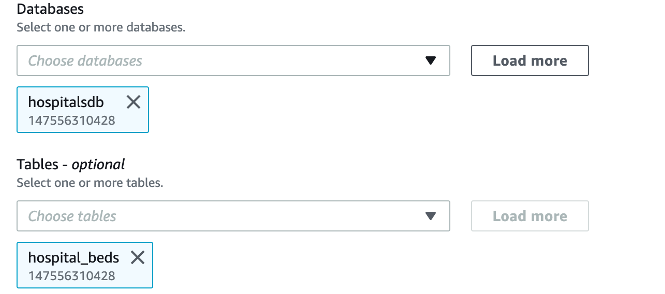 Databases
Select one or more databases.
Choose databases
Load more
hospitalsdb
147556310428
Tables - optional
Select one or more tables.
Choose tables
Load more
hospital_beds
147556310428